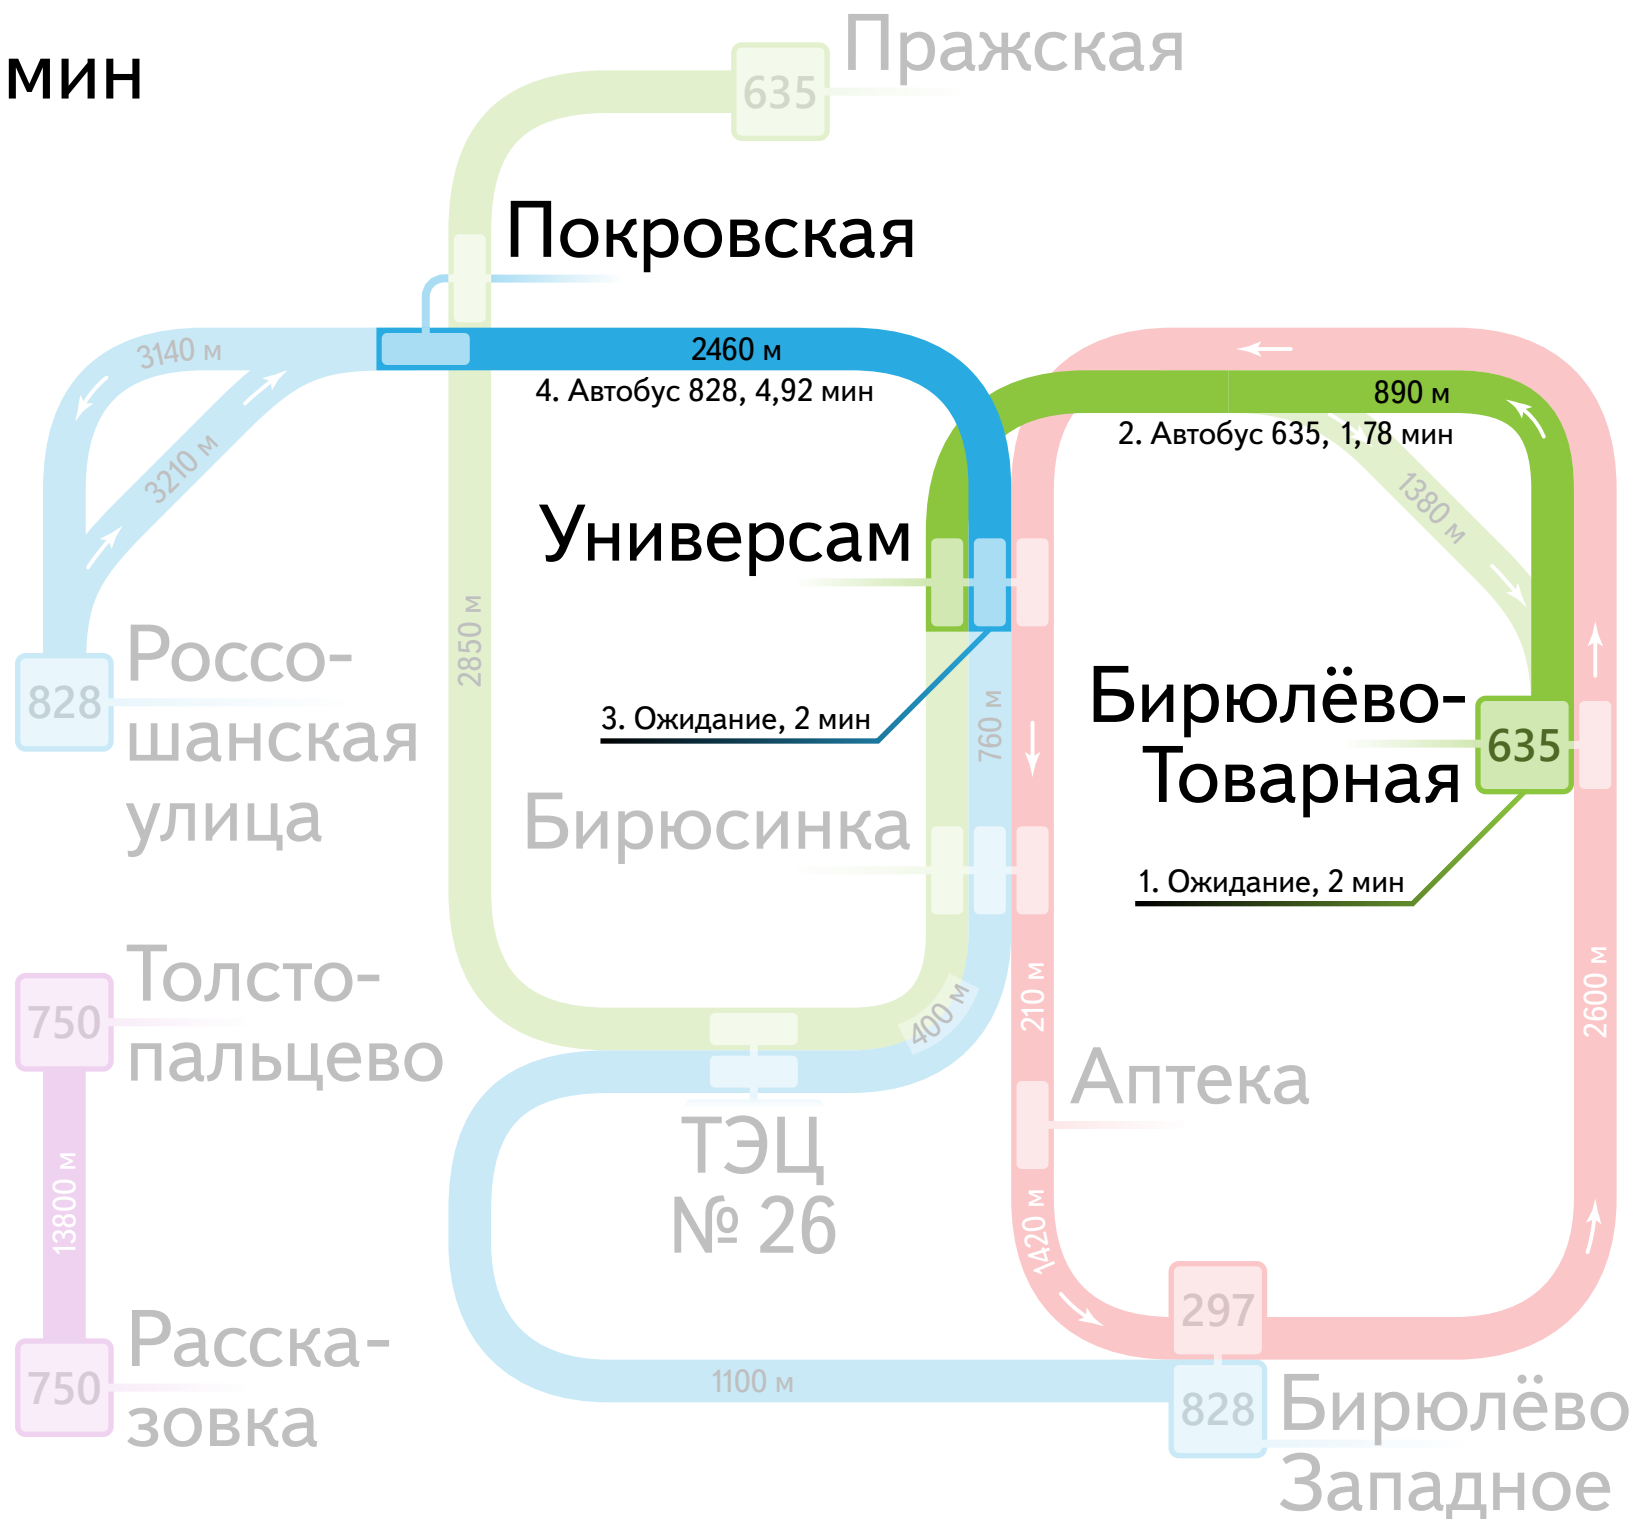 мин
Пражская
635
Покровская
3140 м
2460 м
4. Автобус 828, 4,92 мин
890 м
2. Автобус 635, 1,78 мин
3210 м
1380 м
Универсам
2850 м
Россо-
шанская
улица
828
3. Ожидание, 2 мин
760 м
Бирюлёво-
Товарная
635
Бирюсинка
1. Ожидание, 2 мин
Толсто-
пальцево
750
400 м
210 м
2600 м
Аптека
ТЭЦ
№ 26
13800 м
1420 м
297
Расска-
зовка
750
1100 м
828
Бирюлёво
Западное